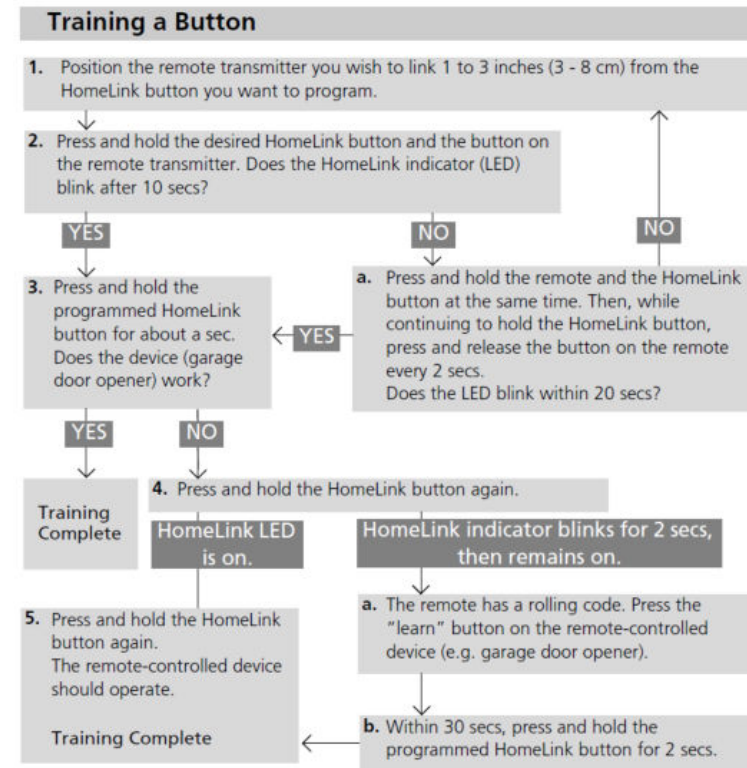 Training a Button
1. Position the remote transmitter you wish to link 1 to 3 inches (3 - 8 cm) from the
HomeLink button you want to program.
2. Press and hold the desired HomeLink button and the button on
the remote transmitter. Does the HomeLink indicator (LED)
blink after 10 secs?
YES
NO
NO
3. Press and hold the
programmed HomeLink
button for about a sec.
Does the device (garage
door opener) work?
YES
a. Press and hold the remote and the HomeLink
button at the same time. Then, while
continuing to hold the HomeLink button,
press and release the button on the remote
every 2 secs.
Does the LED blink within 20 secs?
YES
NO
Training
Complete
4. Press and hold the HomeLink button again.
HomeLink LED
is on.
HomeLink indicator blinks for 2 secs,
then remains on.
5. Press and hold the HomeLink
button again.
The remote-controlled device
should operate.
Training Complete
a. The remote has a rolling code. Press the
"learn" button on the remote-controlled
device (e.g. garage door opener).
b. Within 30 secs, press and hold the
programmed HomeLink button for 2 secs.